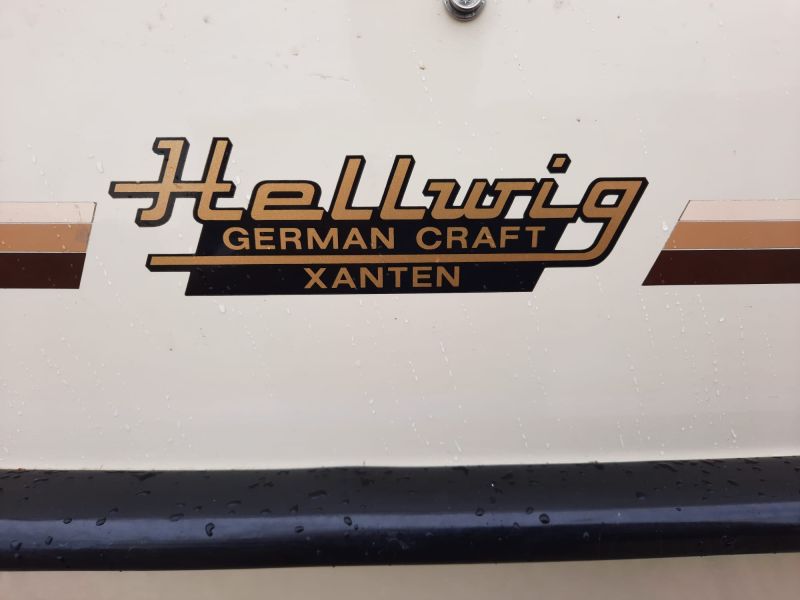 Hellwig
GERMAN CRAFT
XANTEN